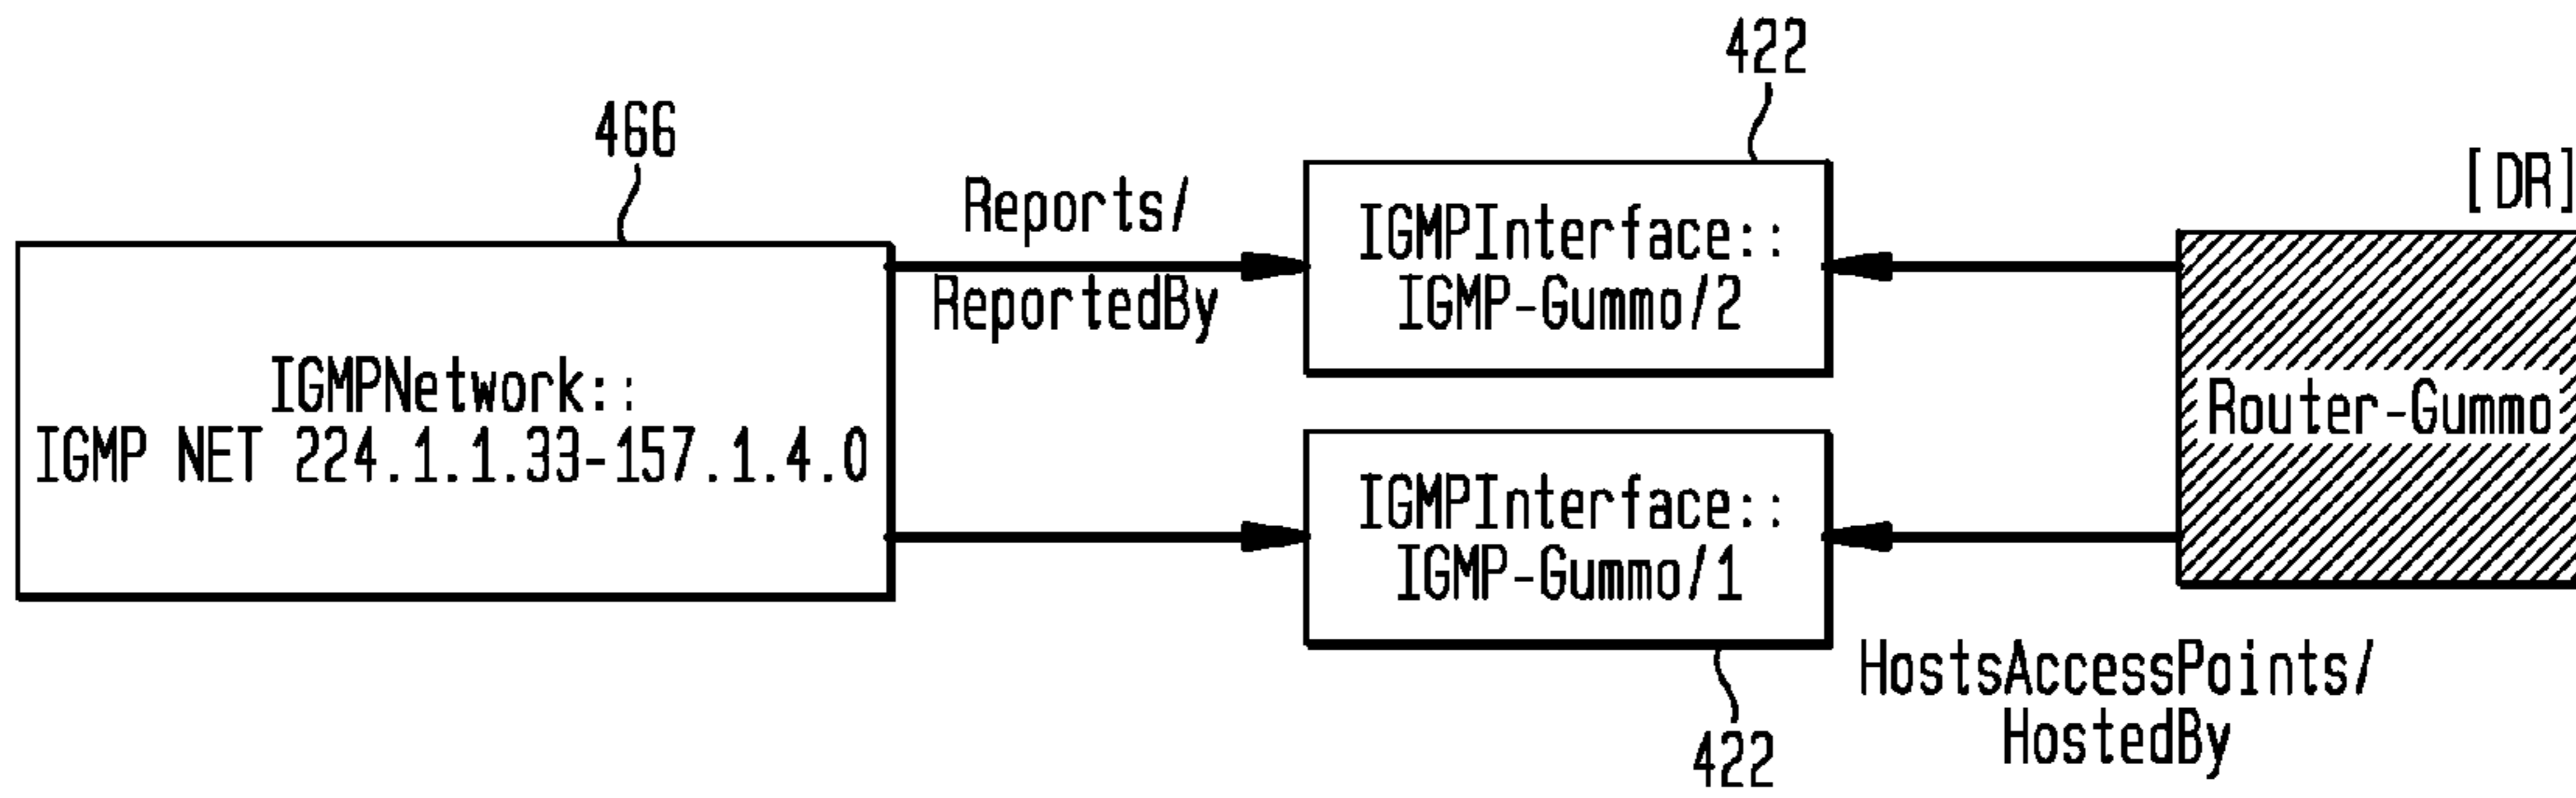 422
466
[DR]
Reports/
ReportedBy
IGMPInterface::
IGMP-Gummo/2
IGMPNetwork::
IGMP NET 224.1.1.33-157.1.4.0
Router-Gummo
IGMPInterface::
IGMP-Gummo/1
HostsAccessPoints/
HostedBy
422